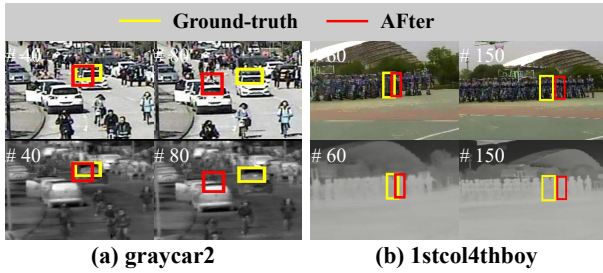 Ground-truth AFter
# 40 # 80 # 60 # 150
# 40 # 80 # 60 # 150
(a) graycar2 (b) 1stcol4thboy